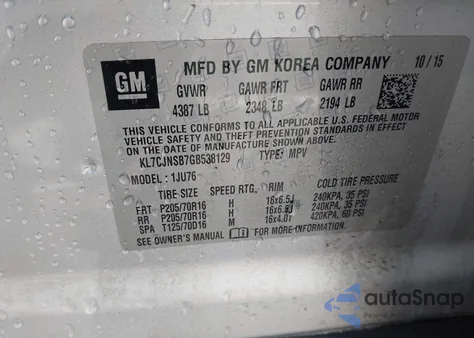 GM
MFD BY GM KOREA COMPANY 10/15
GVWR GAWR FRT GAWR RR
4387 LB 2348 LB 2194 LB
THIS VEHICLE CONFORMS TO ALL APPLICABLE U.S. FEDERAL MOTOR
VEHICLE SAFETY AND THEFT PREVENTION STANDARDS IN
EFFECT ON THE DATE OF MANUFACTURE SHOWN ABOVE.
KL7CJNSB7GB538129 TYPE: MPV
MODEL: 1JU76
TIRE SIZE SPEED RTG. RIM COLD TIRE PRESSURE
FRT P205/70R16 H 16x6.5J 240KPA, 35 PSI
RR P205/70R16 H 16x6.5J 240KPA, 35 PSI
SPA T125/70D16 M 16x4.0T 420KPA, 60 PSI
SEE OWNER'S MANUAL FOR MORE INFORMATION.
autoSnap